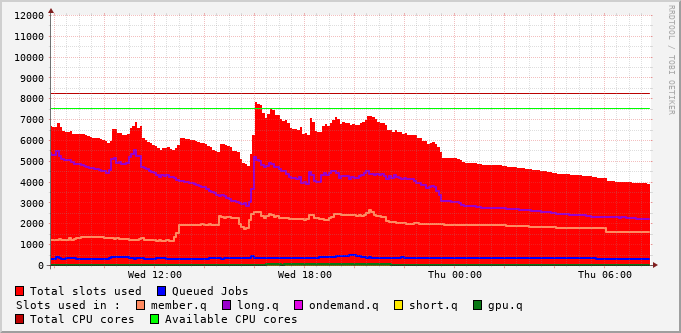 RRDTOOL / TOBI OETIKER
12000
11000
10000
9000
8000
7000
6000
5000
4000
3000
2000
1000
0
Wed 12:00 Wed 18:00 Thu 00:00 Thu 06:00
Total slots used Queued Jobs
Slots used in : member.q long.q ondemand.q short.q gpu.q
Total CPU cores Available CPU cores